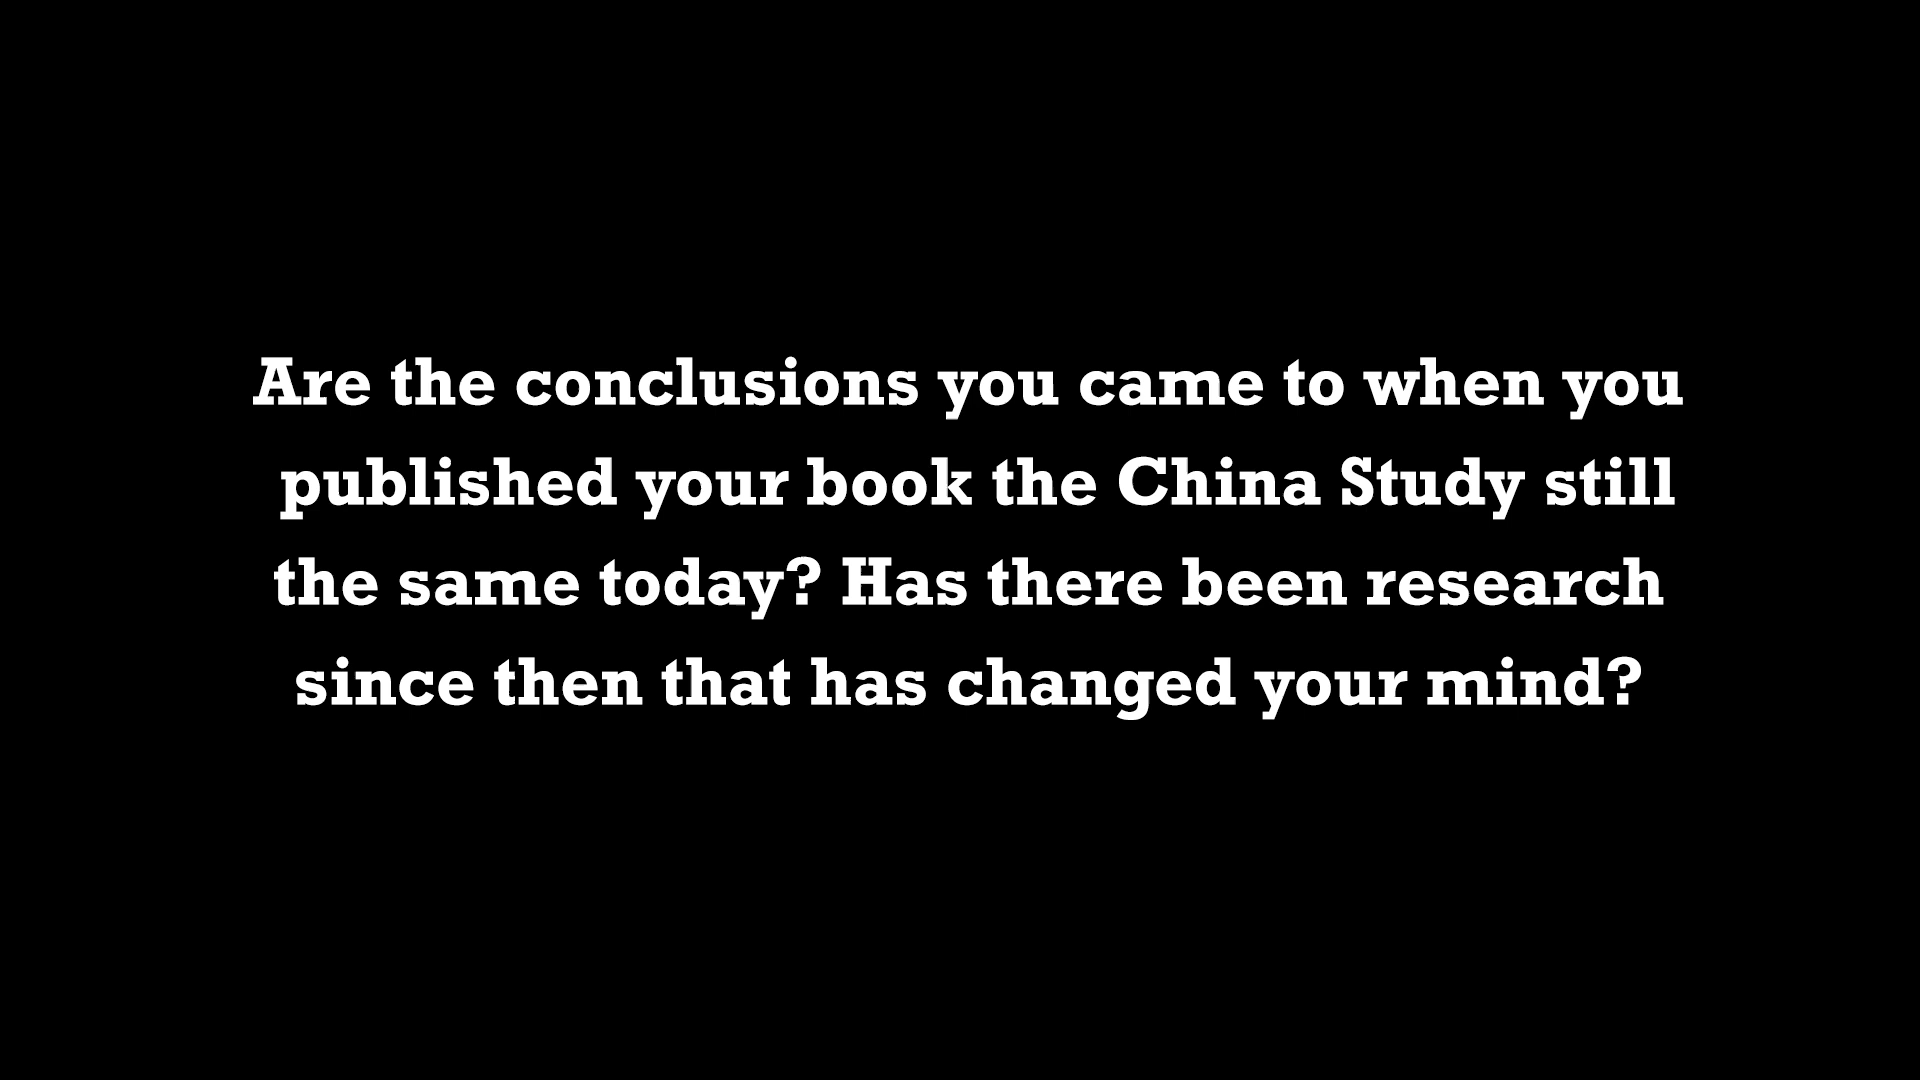 Are the conclusions you came to when you
published your book the China Study still
the same today? Has there been research
since then that has changed your mind?